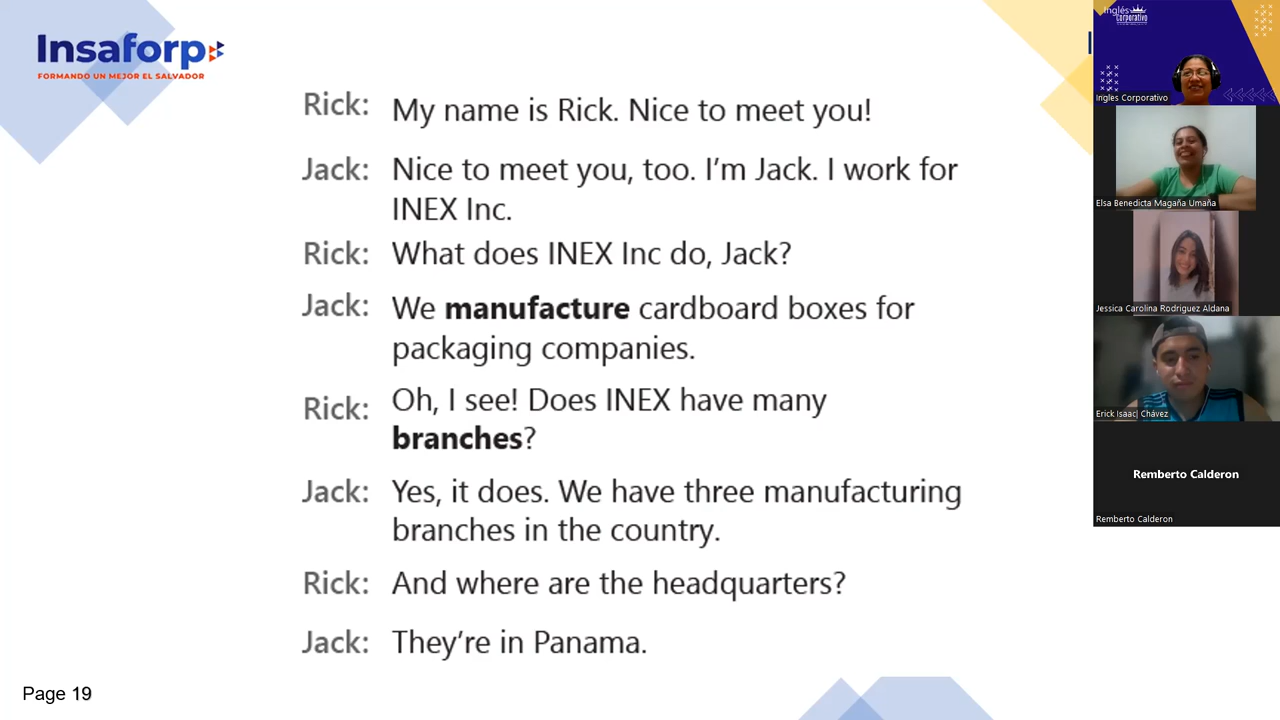 Insaforp
FORMANDO UN MEJOR EL SALVADOR
Rick: My name is Rick. Nice to meet you!
Jack: Nice to meet you, too. I'm Jack. I work for
INEX Inc.
Rick: What does INEX Inc do, Jack?
Jack: We manufacture cardboard boxes for
packaging companies.
Rick: Oh, I see! Does INEX have many
branches?
Jack: Yes, it does. We have three manufacturing
branches in the country.
Rick: And where are the headquarters?
Jack: They're in Panama.
Page 19
Inglés
Corporativo
Ingles Corporativo
Elsa Benedicta Magaña Umaña
Jessica Carolina Rodriguez Aldana
Erick Isaac Chávez
Remberto Calderon
Remberto Calderon